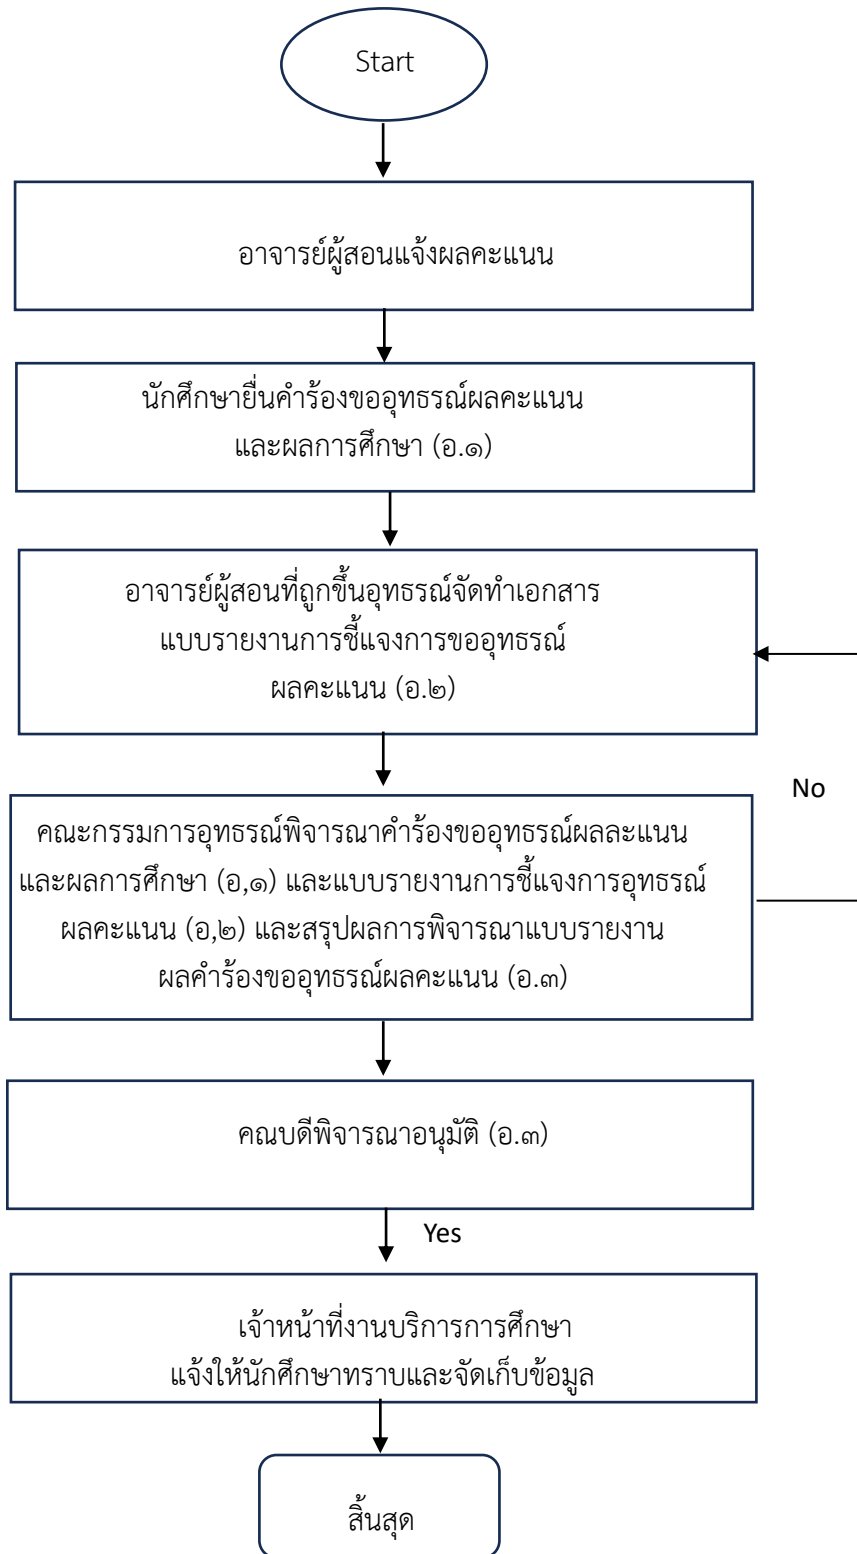 Start
อาจารย์ผู้สอนแจ้งผลคะแนน
นักศึกษายื่นคำร้องขออุทธรณ์ผลคะแนน
และผลการศึกษา (อ.๑)
อาจารย์ผู้สอนที่ถูกขึ้นอุทธรณ์จัดทำเอกสาร
แบบรายงานการชี้แจงการขออุทธรณ์
ผลคะแนน (อ.๒)
No
คณะกรรมการอุทธรณ์พิจารณาคำร้องขออุทธรณ์ผลละแนน
และผลการศึกษา (อ,๑) และแบบรายงานการชี้แจงการอุทธรณ์
ผลคะแนน (อ,๒) และสรุปผลการพิจารณาแบบรายงาน
ผลคำร้องขออุทธรณ์ผลคะแนน (อ.๓)
คณบดีพิจารณาอนุมัติ (อ.๓)
Yes
เจ้าหน้าที่งานบริการการศึกษา
แจ้งให้นักศึกษาทราบและจัดเก็บข้อมูล
สิ้นสุด